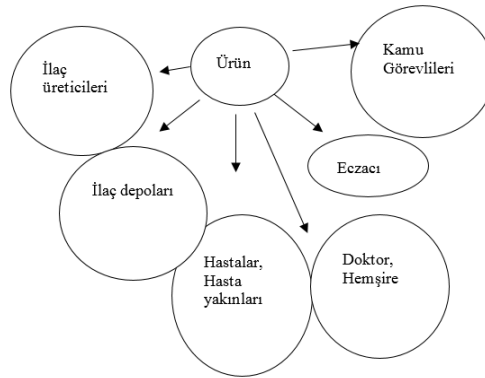 İlaç
üreticileri
Ürün
Kamu
Görevlileri
Eczacı
İlaç depoları
Hastalar,
Hasta
yakınları
Doktor,
Hemşire